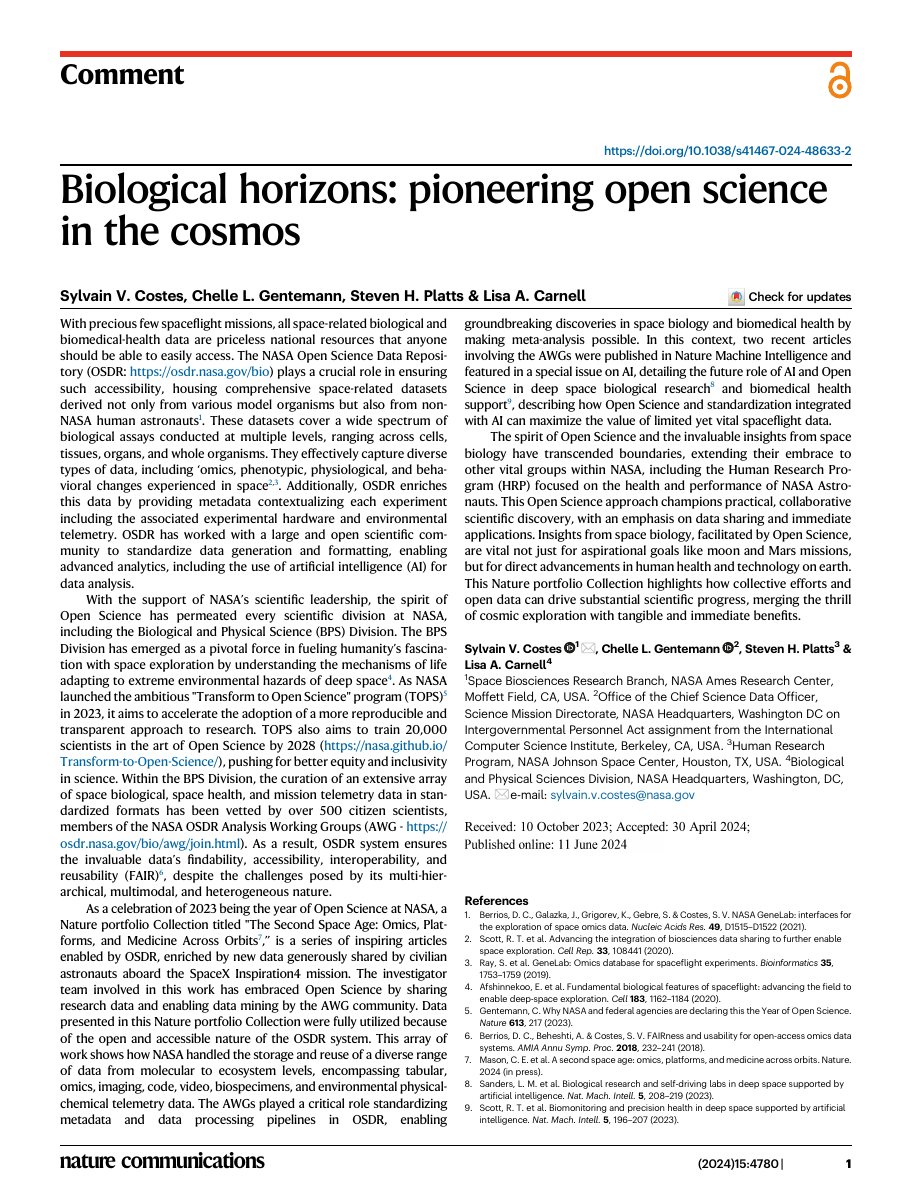 Comment
https://doi.org/10.1038/s41467-024-48633-2
Biological horizons: pioneering open science
in the cosmos
Sylvain V. Costes, Chelle L. Gentemann, Steven H. Platts & Lisa A. Carnell
Check for updates
With precious few spaceflight missions, all space-related biological and
biomedical-health data are priceless national resources that anyone
should be able to easily access. The NASA Open Science Data Reposi-
tory (OSDR: https://osdr.nasa.gov/bio) plays a crucial role in ensuring
such accessibility, housing comprehensive space-related datasets
derived not only from various model organisms but also from non-
NASA human astronauts1. These datasets cover a wide spectrum of
biological assays conducted at multiple levels, ranging across cells,
tissues, organs, and whole organisms. They effectively capture diverse
types of data, including ‘omics, phenotypic, physiological, and beha-
vioral changes experienced in space2,3. Additionally, OSDR enriches
this data by providing metadata contextualizing each experiment
including the associated experimental hardware and environmental
telemetry. OSDR has worked with a large and open scientific com-
munity to standardize data generation and formatting, enabling
advanced analytics, including the use of artificial intelligence (AI) for
data analysis.
With the support of NASA’s scientific leadership, the spirit of
Open Science has permeated every scientific division at NASA,
including the Biological and Physical Science (BPS) Division. The BPS
Division has emerged as a pivotal force in fueling humanity’s fascina-
tion with space exploration by understanding the mechanisms of life
adapting to extreme environmental hazards of deep space4. As NASA
launched the ambitious "Transform to Open Science" program (TOPS)5
in 2023, it aims to accelerate the adoption of a more reproducible and
transparent approach to research. TOPS also aims to train 20,000
scientists in the art of Open Science by 2028 (https://nasa.github.io/
Transform-to-Open-Science/), pushing for better equity and inclusivity
in science. Within the BPS Division, the curation of an extensive array
of space biological, space health, and mission telemetry data in stan-
dardized formats has been vetted by over 500 citizen scientists,
members of the NASA OSDR Analysis Working Groups (AWG - https://
osdr.nasa.gov/bio/awg/join.html). As a result, OSDR system ensures
the invaluable data’s findability, accessibility, interoperability, and
reusability (FAIR)6, despite the challenges posed by its multi-hier-
archical, multimodal, and heterogeneous nature.
As a celebration of 2023 being the year of Open Science at NASA, a
Nature portfolio Collection titled "The Second Space Age: Omics, Plat-
forms, and Medicine Across Orbits7," is a series of inspiring articles
enabled by OSDR, enriched by new data generously shared by civilian
astronauts aboard the SpaceX Inspiration4 mission. The investigator
team involved in this work has embraced Open Science by sharing
research data and enabling data mining by the AWG community. Data
presented in this Nature portfolio Collection were fully utilized because
of the open and accessible nature of the OSDR system. This array of
work shows how NASA handled the storage and reuse of a diverse range
of data from molecular to ecosystem levels, encompassing tabular,
omics, imaging, code, video, biospecimens, and environmental physical-
chemical telemetry data. The AWGs played a critical role standardizing
metadata and data processing pipelines in OSDR, enabling
groundbreaking discoveries in space biology and biomedical health by
making meta-analysis possible. In this context, two recent articles
involving the AWGs were published in Nature Machine Intelligence and
featured in a special issue on AI, detailing the future role of AI and Open
Science in deep space biological research8 and biomedical health
support9, describing how Open Science and standardization integrated
with AI can maximize the value of limited yet vital spaceflight data.
The spirit of Open Science and the invaluable insights from space
biology have transcended boundaries, extending their embrace to
other vital groups within NASA, including the Human Research Pro-
gram (HRP) focused on the health and performance of NASA Astro-
nauts. This Open Science approach champions practical, collaborative
scientific discovery, with an emphasis on data sharing and immediate
applications. Insights from space biology, facilitated by Open Science,
are vital not just for aspirational goals like moon and Mars missions,
but for direct advancements in human health and technology on earth.
This Nature portfolio Collection highlights how collective efforts and
open data can drive substantial scientific progress, merging the thrill
of cosmic exploration with tangible and immediate benefits.
Sylvain V. Costes 1 , Chelle L. Gentemann 2, Steven H. Platts3 &
Lisa A. Carnell4
1Space Biosciences Research Branch, NASA Ames Research Center,
Moffett Field, CA, USA. 2Office of the Chief Science Data Officer,
Science Mission Directorate, NASA Headquarters, Washington DC on
Intergovernmental Personnel Act assignment from the International
Computer Science Institute, Berkeley, CA, USA. 3Human Research
Program, NASA Johnson Space Center, Houston, TX, USA. 4Biological
and Physical Sciences Division, NASA Headquarters, Washington, DC,
USA. e-mail: sylvain.v.costes@nasa.gov
Received: 10 October 2023; Accepted: 30 April 2024;
Published online: 11 June 2024
References
1. Berrios, D. C., Galazka, J., Grigorev, K., Gebre, S. & Costes, S. V. NASA GeneLab: interfaces for
the exploration of space omics data. Nucleic Acids Res. 49, D1515–D1522 (2021).
2. Scott, R. T. et al. Advancing the integration of biosciences data sharing to further enable
space exploration. Cell Rep. 33, 108441 (2020).
3. Ray, S. et al. GeneLab: Omics database for spaceflight experiments. Bioinformatics 35,
1753–1759 (2019).
4. Afshinnekoo, E. et al. Fundamental biological features of spaceflight: advancing the field to
enable deep-space exploration. Cell 183, 1162–1184 (2020).
5. Gentemann, C. Why NASA and federal agencies are declaring this the Year of Open Science.
Nature 613, 217 (2023).
6. Berrios, D. C., Beheshti, A. & Costes, S. V. FAIRness and usability for open-access omics data
systems. AMIA Annu Symp. Proc. 2018, 232–241 (2018).
7. Mason, C. E. et al. A second space age: omics, platforms, and medicine across orbits. Nature.
2024 (in press).
8. Sanders, L. M. et al. Biological research and self-driving labs in deep space supported by
artificial intelligence. Nat. Mach. Intell. 5, 208–219 (2023).
9. Scott, R. T. et al. Biomonitoring and precision health in deep space supported by artificial
intelligence. Nat. Mach. Intell. 5, 196–207 (2023).
nature communications
(2024)15:4780 | 1